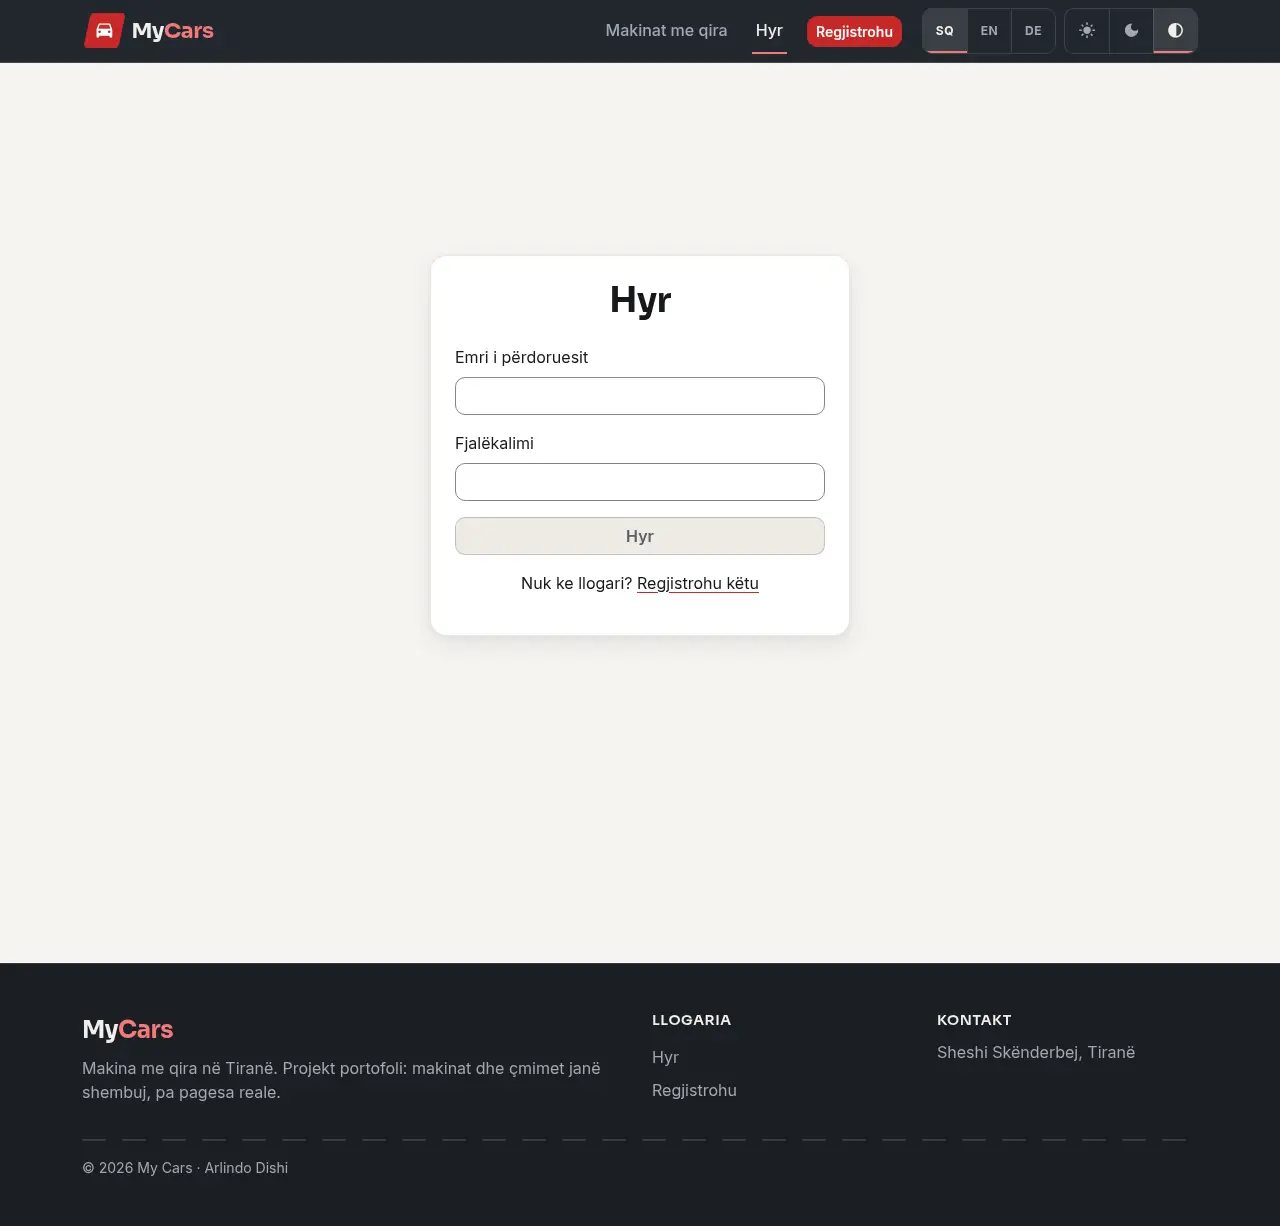 MyCars
Makinat me qira
Hyr
Regjistrohu
SQ
EN
DE
Hyr
Emri i përdoruesit
Fjalëkalimi
Hyr
Nuk ke llogari? Regjistrohu këtu
MyCars
Makina me qira në Tiranë. Projekt portofoli: makinat dhe çmimet janë
shembuj, pa pagesa reale.
LLOGARIA
Hyr
Regjistrohu
KONTAKT
Sheshi Skënderbej, Tiranë
© 2026 My Cars · Arlindo Dishi